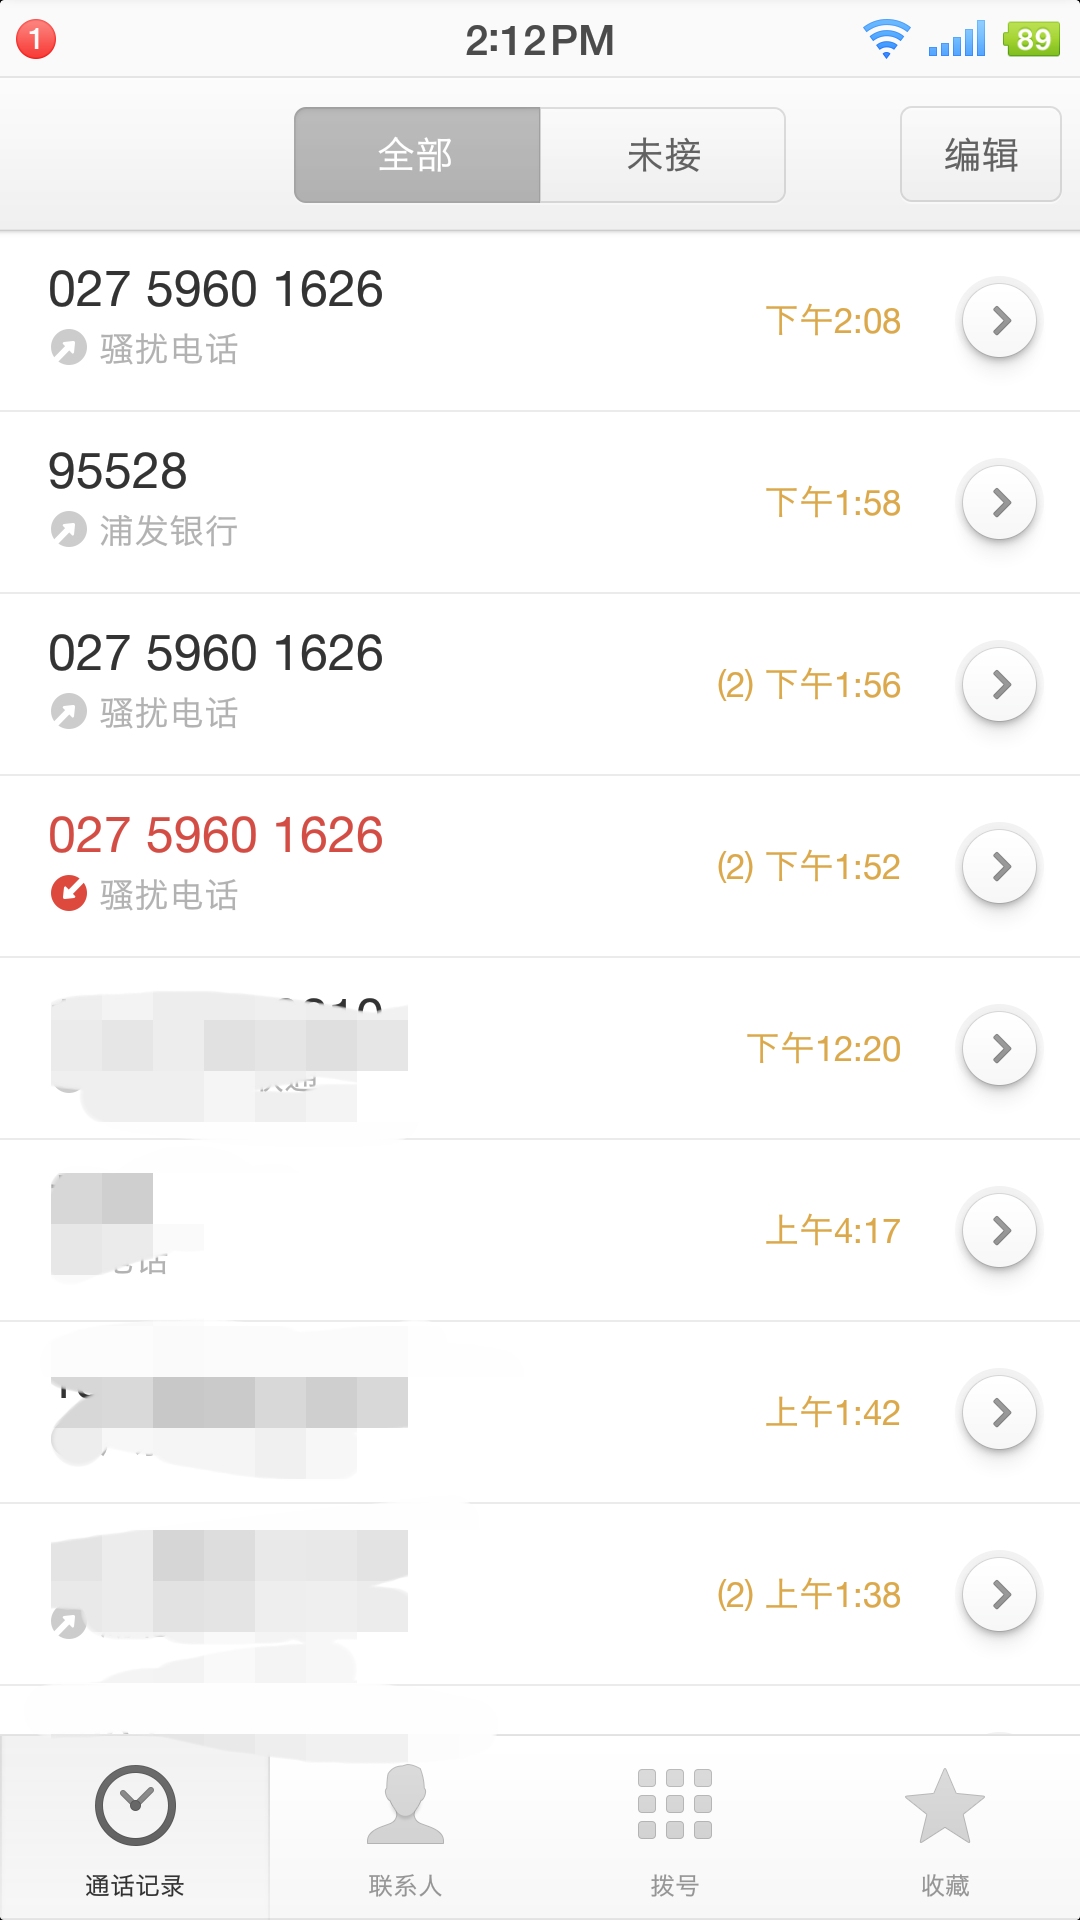 1
2:12PM
89
全部
未接
编辑
027 5960 1626
下午2:08
骚扰电话
95528
下午1:58
浦发银行
027 5960 1626
(2) 下午1:56
骚扰电话
027 5960 1626
(2) 下午1:52
骚扰电话
下午12:20
上午4:17
电话
上午1:42
(2) 上午1:38
通话记录
联系人
拨号
收藏